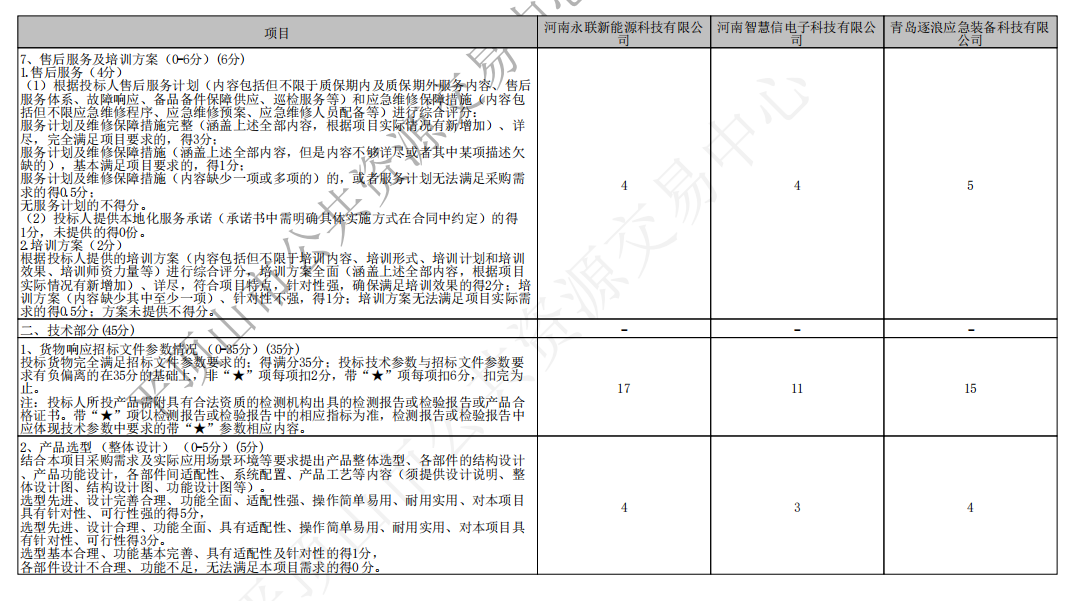 项目
河南永联新能源科技有限公
司
河南智慧信电子科技有限公
司
青岛逐浪应急装备科技有限
公司
7、售后服务及培训方案（0-6分）(6分)
1.售后服务（4分）
（1）根据投标人售后服务计划（内容包括但不限于质保期内及质保期外服务内容、售后
服务体系、故障响应、备品备件保障供应、巡检服务等）和应急维修保障措施（内容包
括但不限应急维修程序、应急维修预案、应急维修人员配备等）进行综合评分：
服务计划及维修保障措施完整（涵盖上述全部内容，根据项目实际情况有新增加）、详
尽，完全满足项目要求的，得3分；
服务计划及维修保障措施（涵盖上述全部内容，但是内容不够详尽或者其中某项描述欠
缺的），基本满足项目要求的，得1分；
服务计划及维修保障措施（内容缺少一项或多项的）的，或者服务计划无法满足采购需
求的得0.5分；
无服务计划的不得分。
（2）投标人提供本地化服务承诺（承诺书中需明确具体实施方式在合同中约定）的得
1分，未提供的得0份。
2.培训方案（2分）
根据投标人提供的培训方案（内容包括但不限于培训内容、培训形式、培训计划和培训
效果、培训师资力量等）进行综合评分，培训方案全面（涵盖上述全部内容，根据项目
实际情况有新增加）、详尽，符合项目特点，针对性强，确保满足培训效果的得2分；培
训方案（内容缺少其中至少一项）、针对性不强，得1分；培训方案无法满足项目实际需
求的得0.5分；方案未提供不得分。
4
4
5
二、技术部分(45分)
-
-
-
1、货物响应招标文件参数情况（0-35分）(35分)
投标货物完全满足招标文件参数要求的；得满分35分；投标技术参数与招标文件参数要
求有负偏离的在35分的基础上，非“★”项每项扣2分，带“★”项每项扣6分，扣完为
止。
注：投标人所投产品需附具有合法资质的检测机构出具的检测报告或检验报告或产品合
格证书。带“★”项以检测报告或检验报告中的相应指标为准，检测报告或检验报告中
应体现技术参数中要求的带“★”参数相应内容。
17
11
15
2、产品选型（整体设计）（0-5分）(5分)
结合本项目采购需求及实际应用场景环境等要求提出产品整体选型、各部件的结构设计
、产品功能设计，各部件间适配性、系统配置、产品工艺等内容（须提供设计说明、整
体设计图、结构设计图、功能设计图等）。
选型先进、设计完善合理、功能全面、适配性强、操作简单易用、耐用实用、对本项目
具有针对性、可行性强的得5分，
选型先进、设计合理、功能全面、具有适配性、操作简单易用、耐用实用、对本项目具
有针对性、可行性得3分。
选型基本合理、功能基本完善、具有适配性及针对性的得1分，
各部件设计不合理、功能不足，无法满足本项目需求的得0 分。
4
3
4
平顶山市公共资源交易中心
平顶山市公共资源交易中心